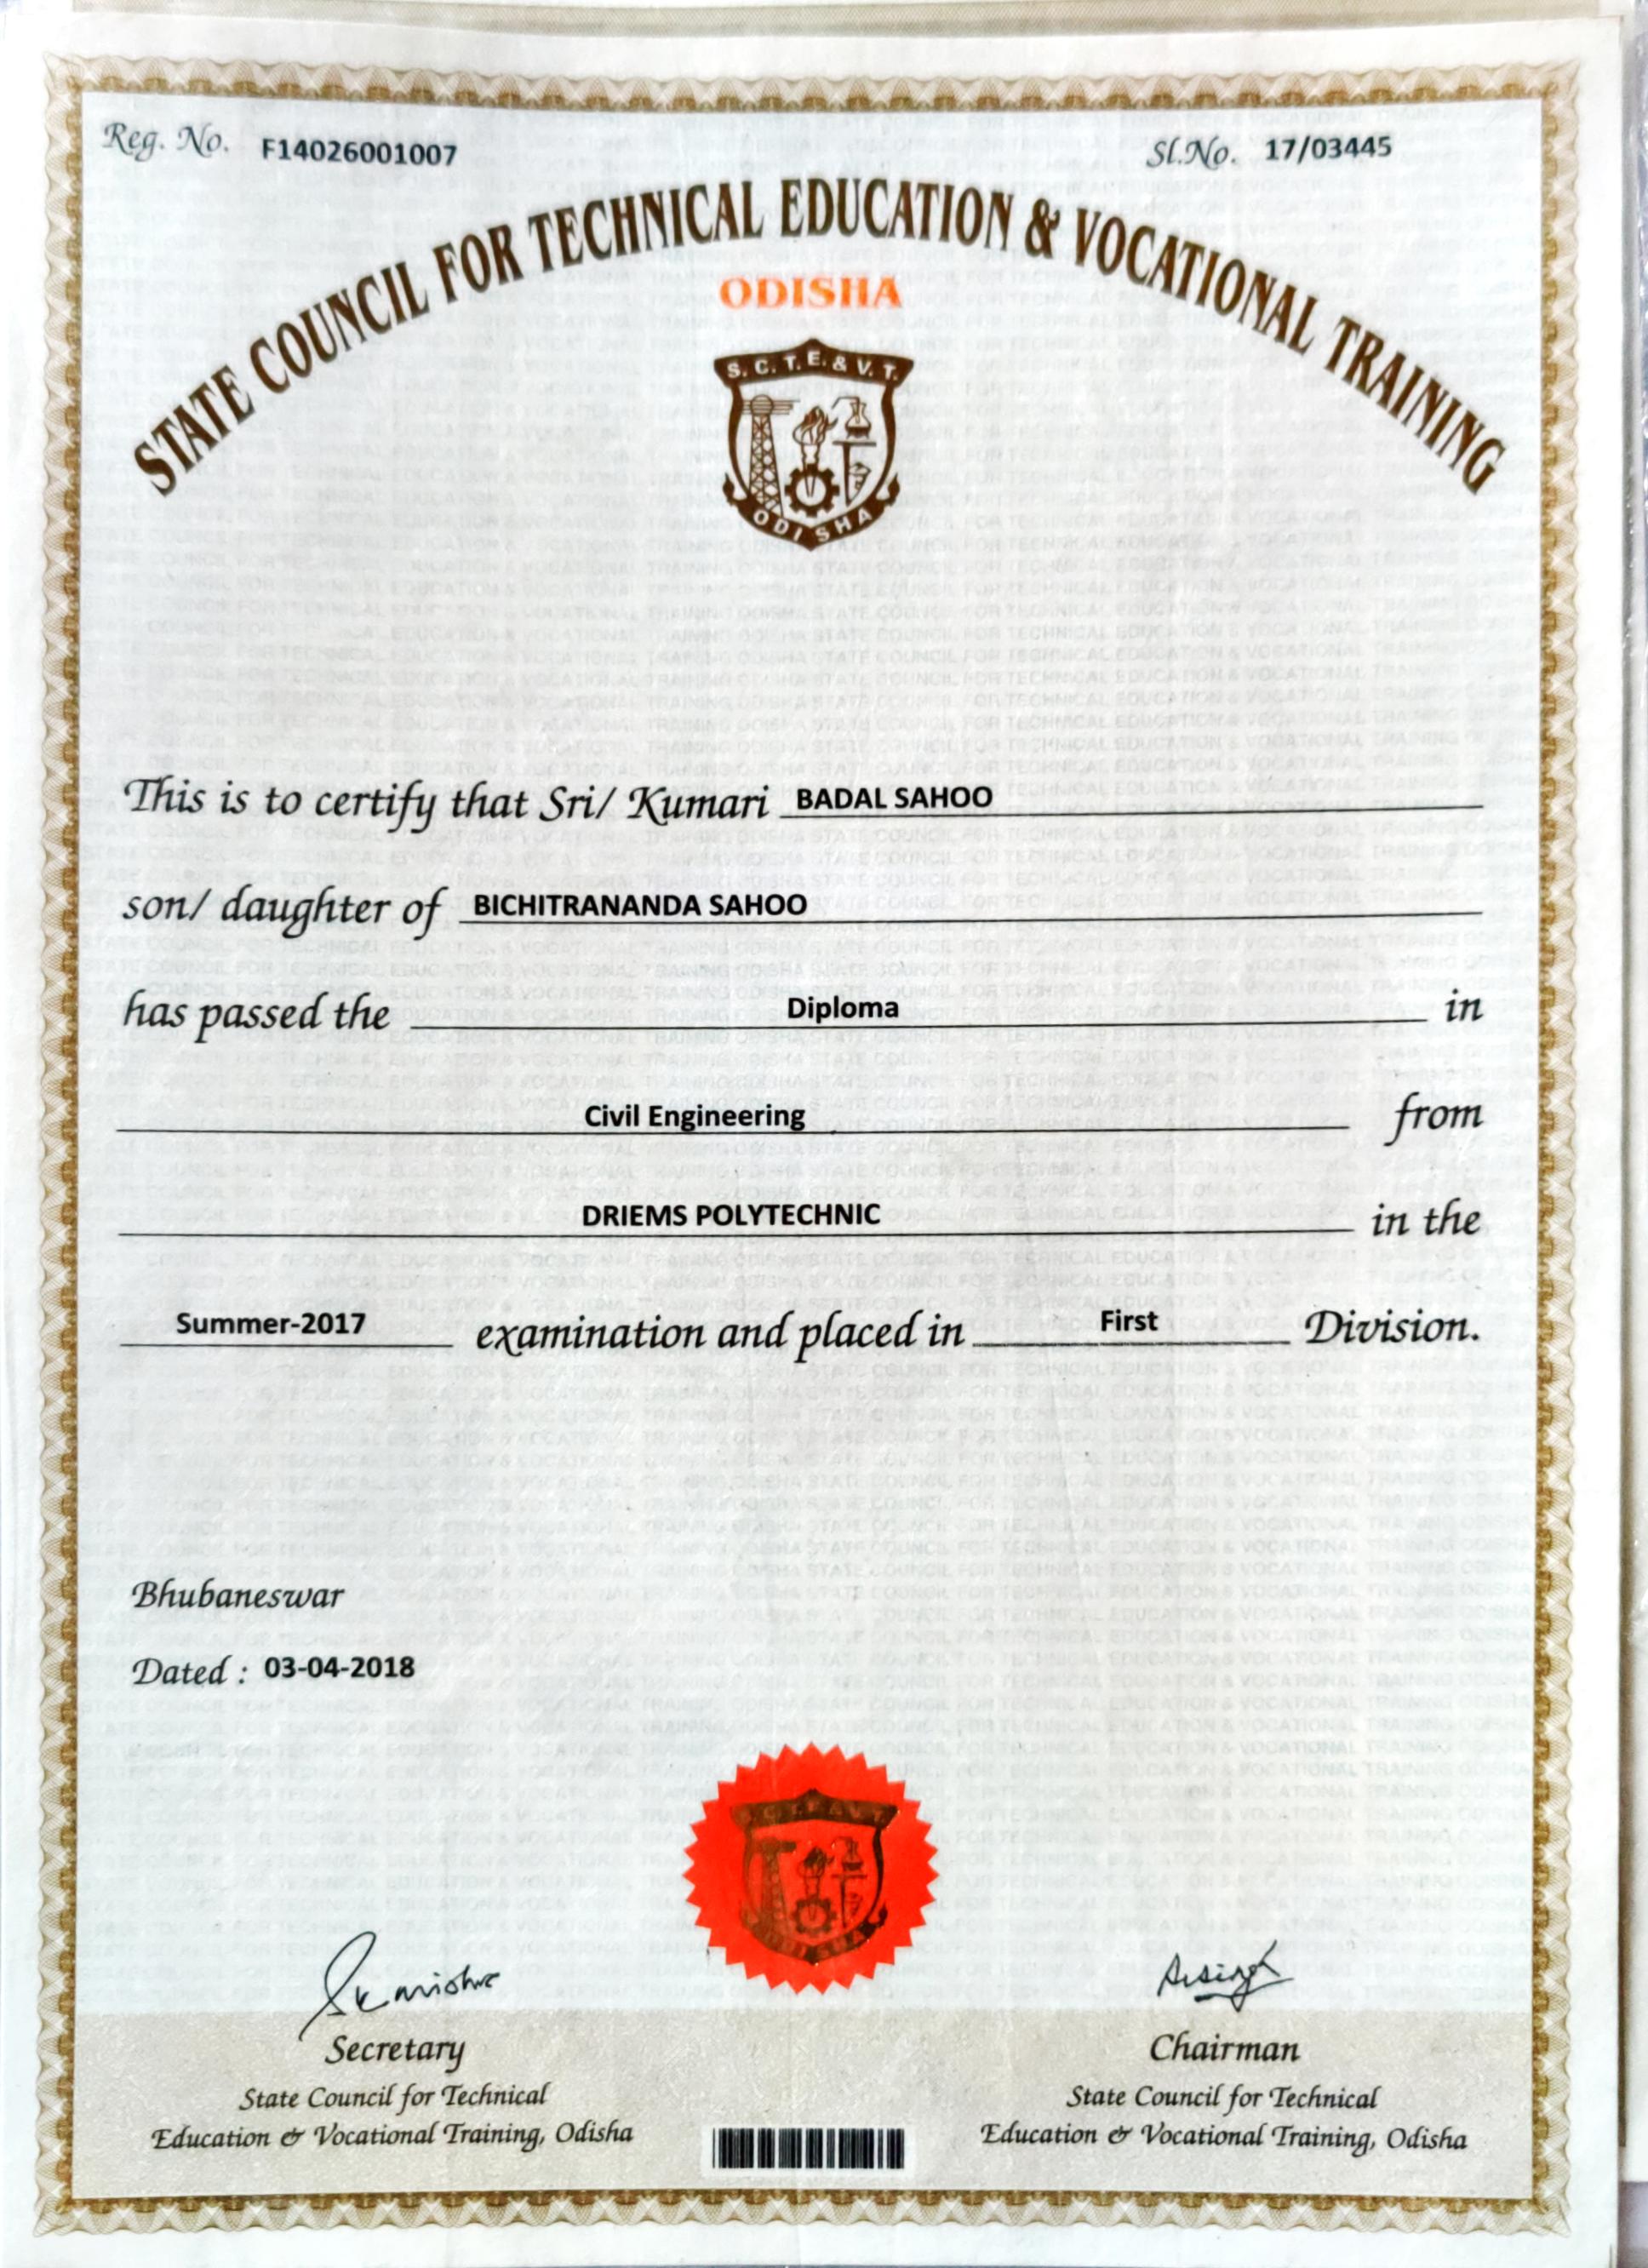 Reg. No. F14026001007
Sl.No. 17/03445
STATE COUNCIL FOR TECHNICAL EDUCATION & VOCATIONAL TRAINING
ODISHA
S. C. T. E. & V. T.
ODISHA
This is to certify that Sri/ Kumari BADAL SAHOO
son/ daughter of BICHITRANANDA SAHOO
has passed the Diploma in
Civil Engineering from
DRIEMS POLYTECHNIC in the
Summer-2017 examination and placed in First Division.
Bhubaneswar
Dated : 03-04-2018
Secretary
State Council for Technical
Education & Vocational Training, Odisha
Chairman
State Council for Technical
Education & Vocational Training, Odisha